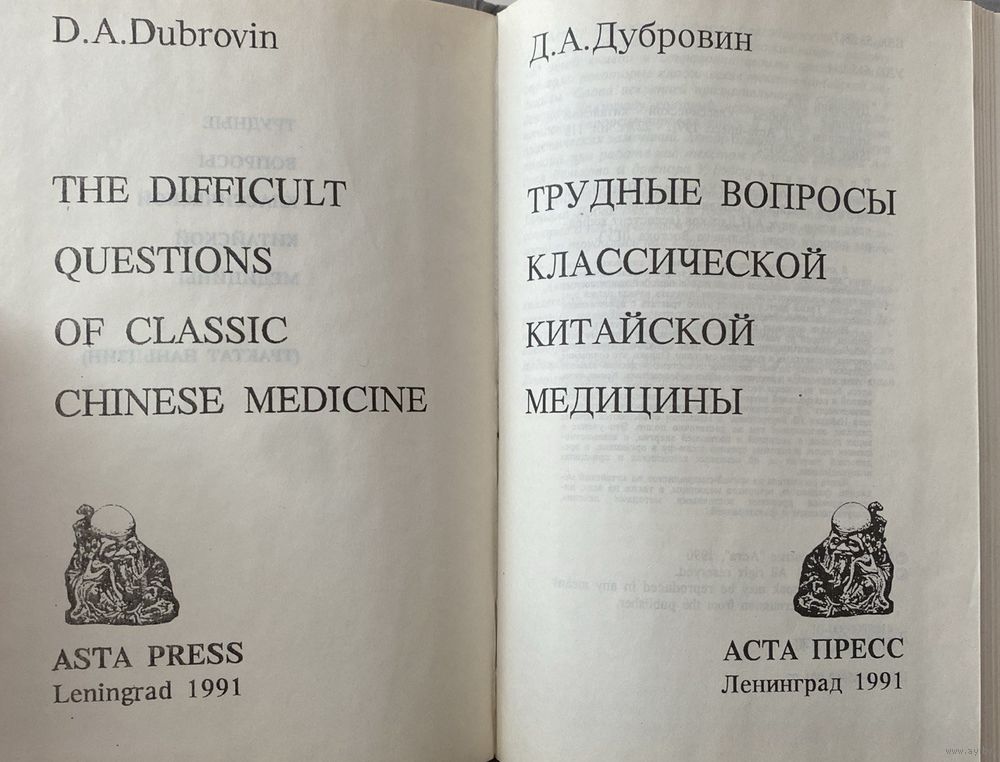 D.A.Dubrovin
THE DIFFICULT
QUESTIONS
OF CLASSIC
CHINESE MEDICINE
ASTA PRESS
Leningrad 1991
Д.А.Дубровин
ТРУДНЫЕ ВОПРОСЫ
КЛАССИЧЕСКОЙ
КИТАЙСКОЙ
МЕДИЦИНЫ
АСТА ПРЕСС
Ленинград 1991